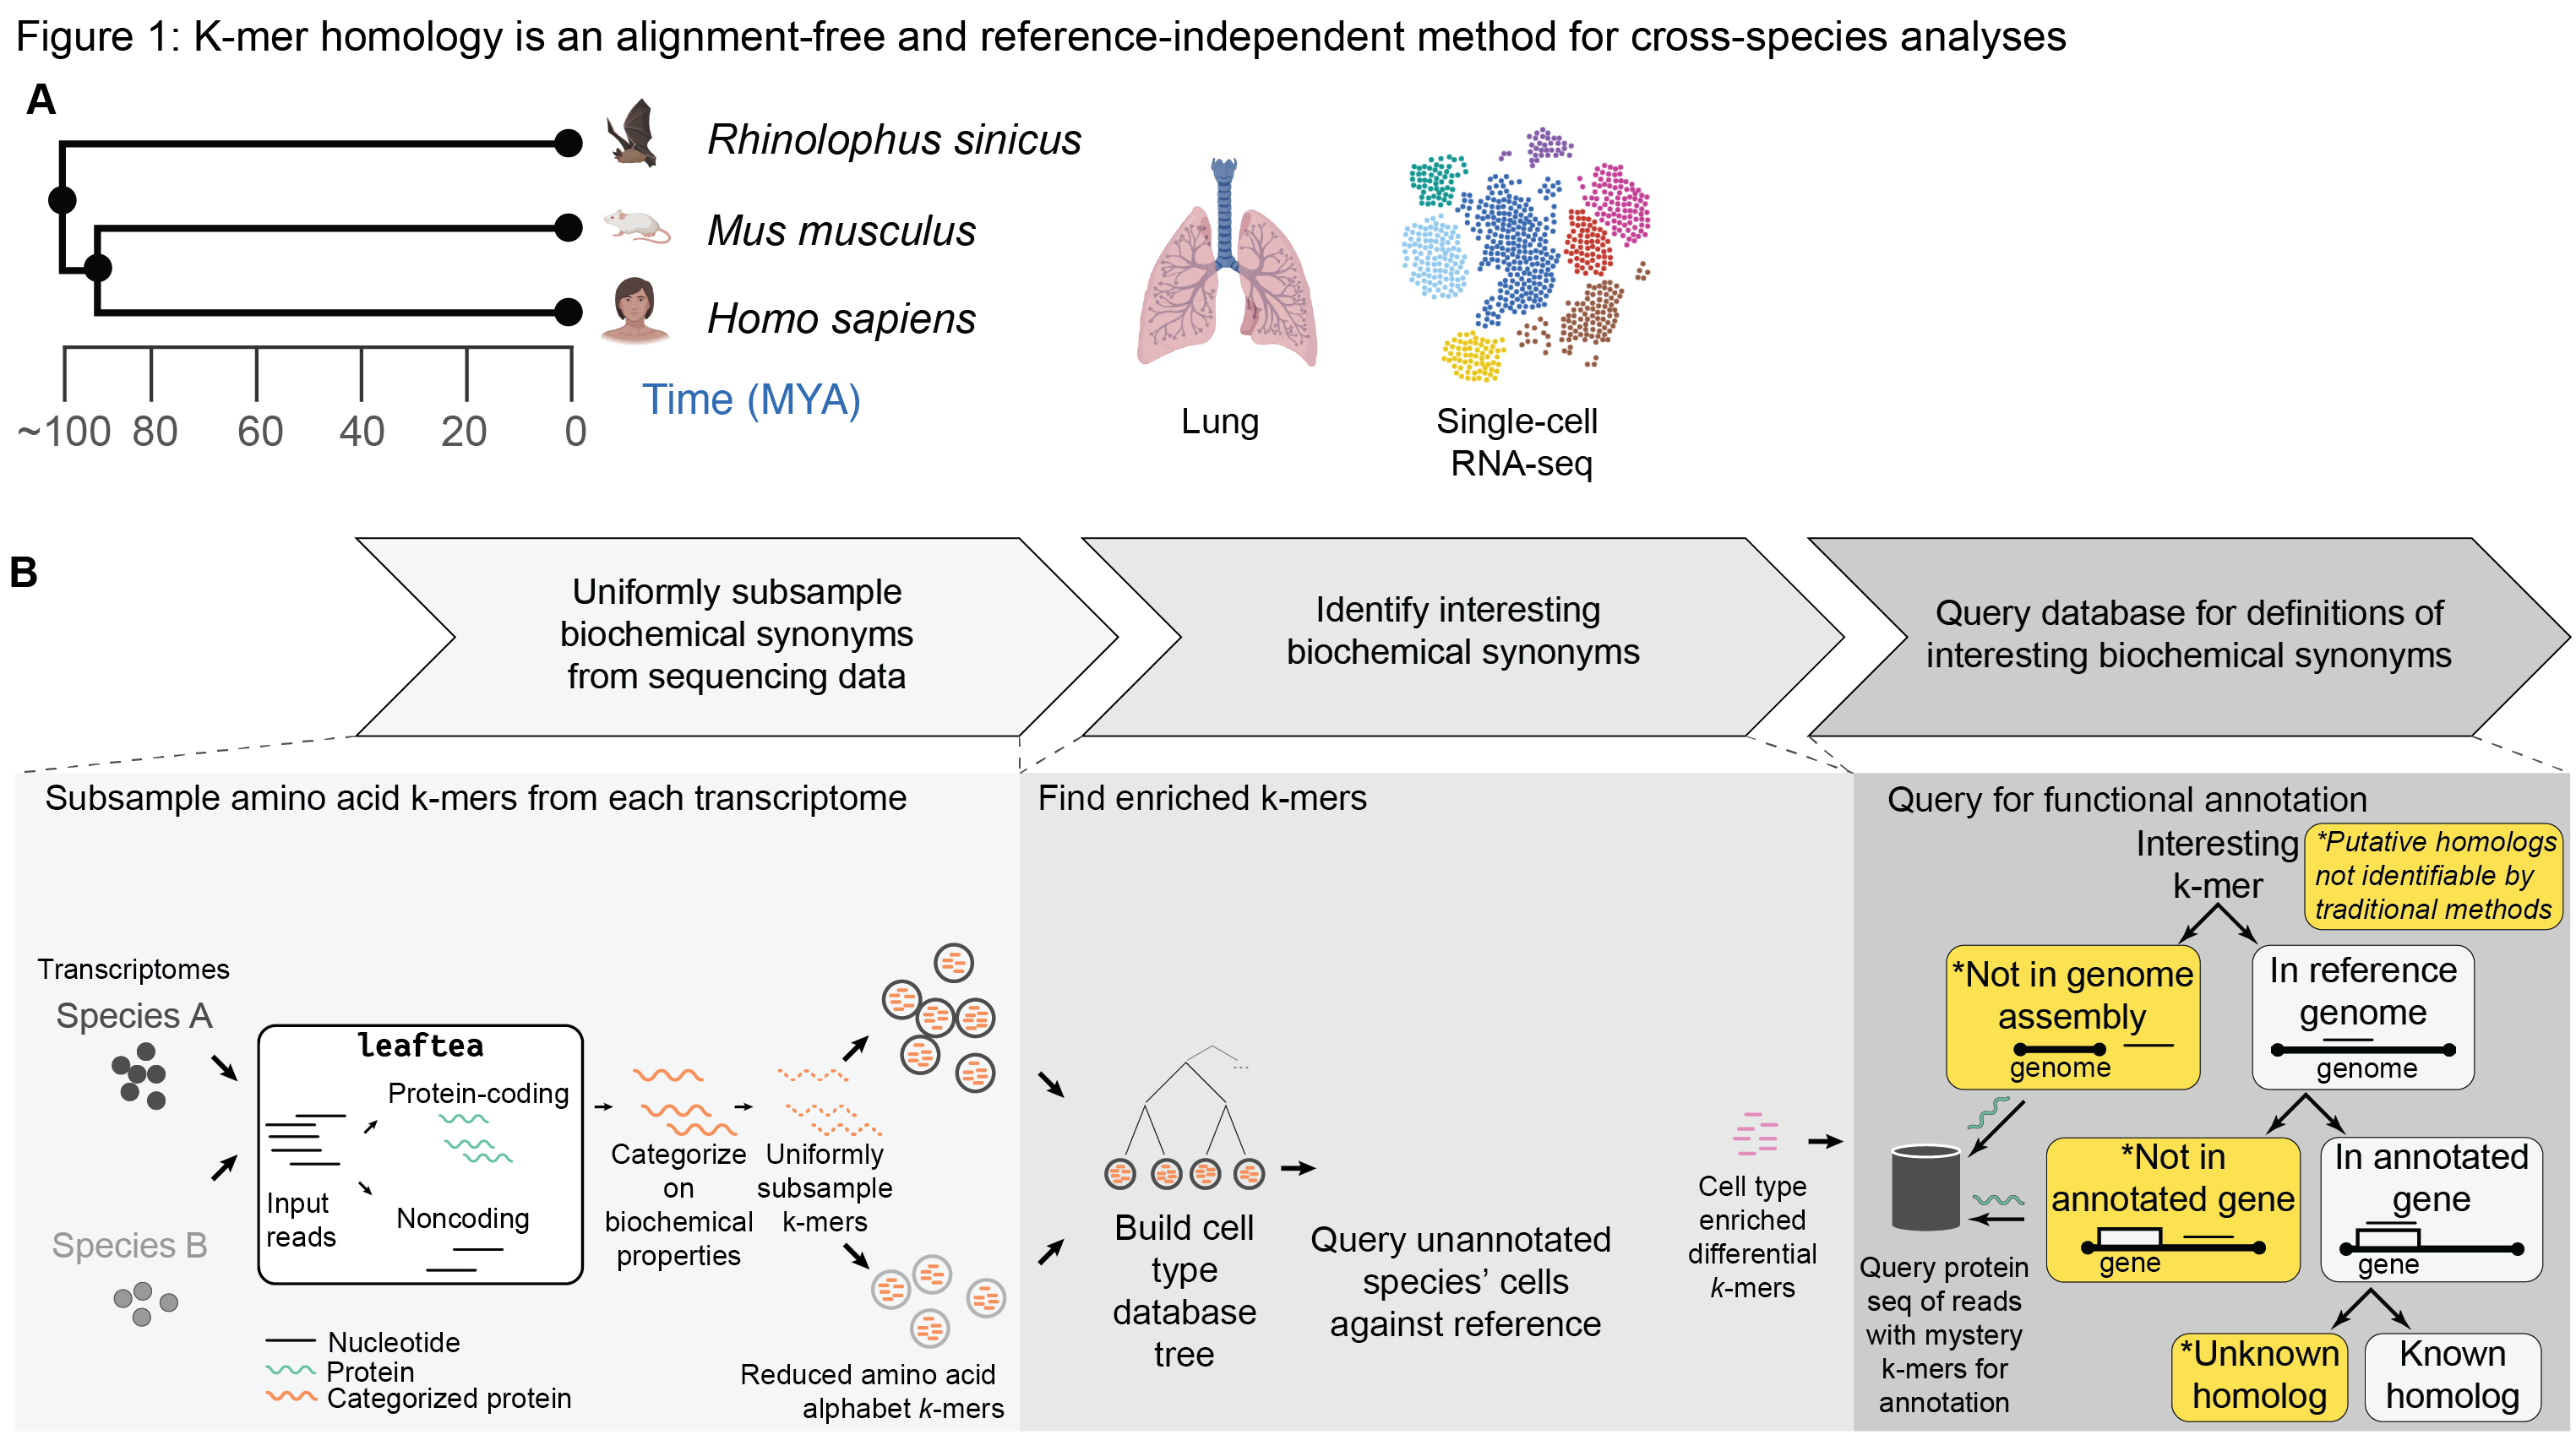 Figure 1: K-mer homology is an alignment-free and reference-independent method for cross-species analyses
A
Rhinolophus sinicus
Mus musculus
Homo sapiens
Time (MYA)
~100 80 60 40 20 0
Lung
Single-cell
RNA-seq
B
Uniformly subsample
biochemical synonyms
from sequencing data
Identify interesting
biochemical synonyms
Query database for definitions of
interesting biochemical synonyms
Subsample amino acid k-mers from each transcriptome
Transcriptomes
Species A
Species B
leaftea
Protein-coding
Input
reads
Noncoding
Nucleotide
Protein
Categorized protein
Categorize
on
biochemical
properties
Uniformly
subsample
k-mers
Reduced amino acid
alphabet k-mers
Find enriched k-mers
...
Build cell
type
database
tree
Query unannotated
species’ cells
against reference
Cell type
enriched
differential
k-mers
Query for functional annotation
Interesting
k-mer
*Putative homologs
not identifiable by
traditional methods
*Not in genome
assembly
genome
In reference
genome
genome
*Not in
annotated gene
gene
In annotated
gene
gene
Query protein
seq of reads
with mystery
k-mers for
annotation
*Unknown
homolog
Known
homolog